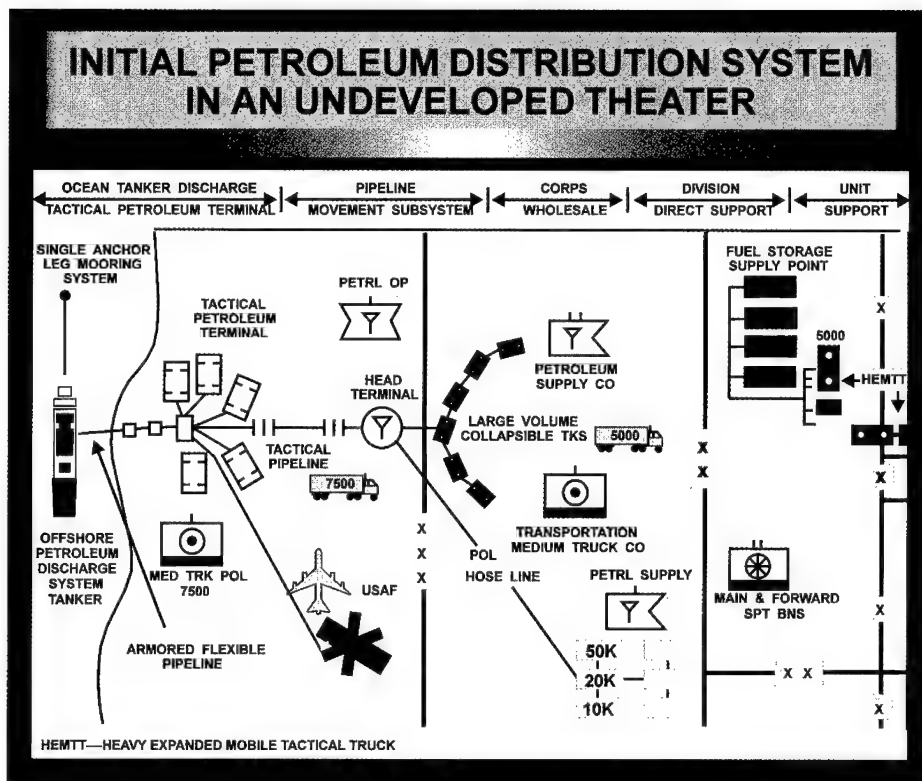 INITIAL PETROLEUM DISTRIBUTION SYSTEM
IN AN UNDEVELOPED THEATER
OCEAN TANKER DISCHARGE
TACTICAL PETROLEUM TERMINAL
PIPELINE
MOVEMENT SUBSYSTEM
CORPS
WHOLESALE
DIVISION
DIRECT SUPPORT
UNIT
SUPPORT
SINGLE ANCHOR
LEG MOORING
SYSTEM
TACTICAL
PETROLEUM
TERMINAL
PETRL OP
HEAD
TERMINAL
TACTICAL
PIPELINE
7500
MED TRK POL
7500
OFFSHORE
PETROLEUM
DISCHARGE
SYSTEM
TANKER
ARMORED FLEXIBLE
PIPELINE
USAF
X
X
X
PETROLEUM
SUPPLY CO
LARGE VOLUME
COLLAPSIBLE TKS
5000
TRANSPORTATION
MEDIUM TRUCK CO
POL
HOSE LINE
PETRL SUPPLY
50K
20K
10K
X
X
FUEL STORAGE
SUPPLY POINT
5000
HEMTT
MAIN & FORWARD
SPT BNS
X
X
X
X X
X
HEMTT—HEAVY EXPANDED MOBILE TACTICAL TRUCK